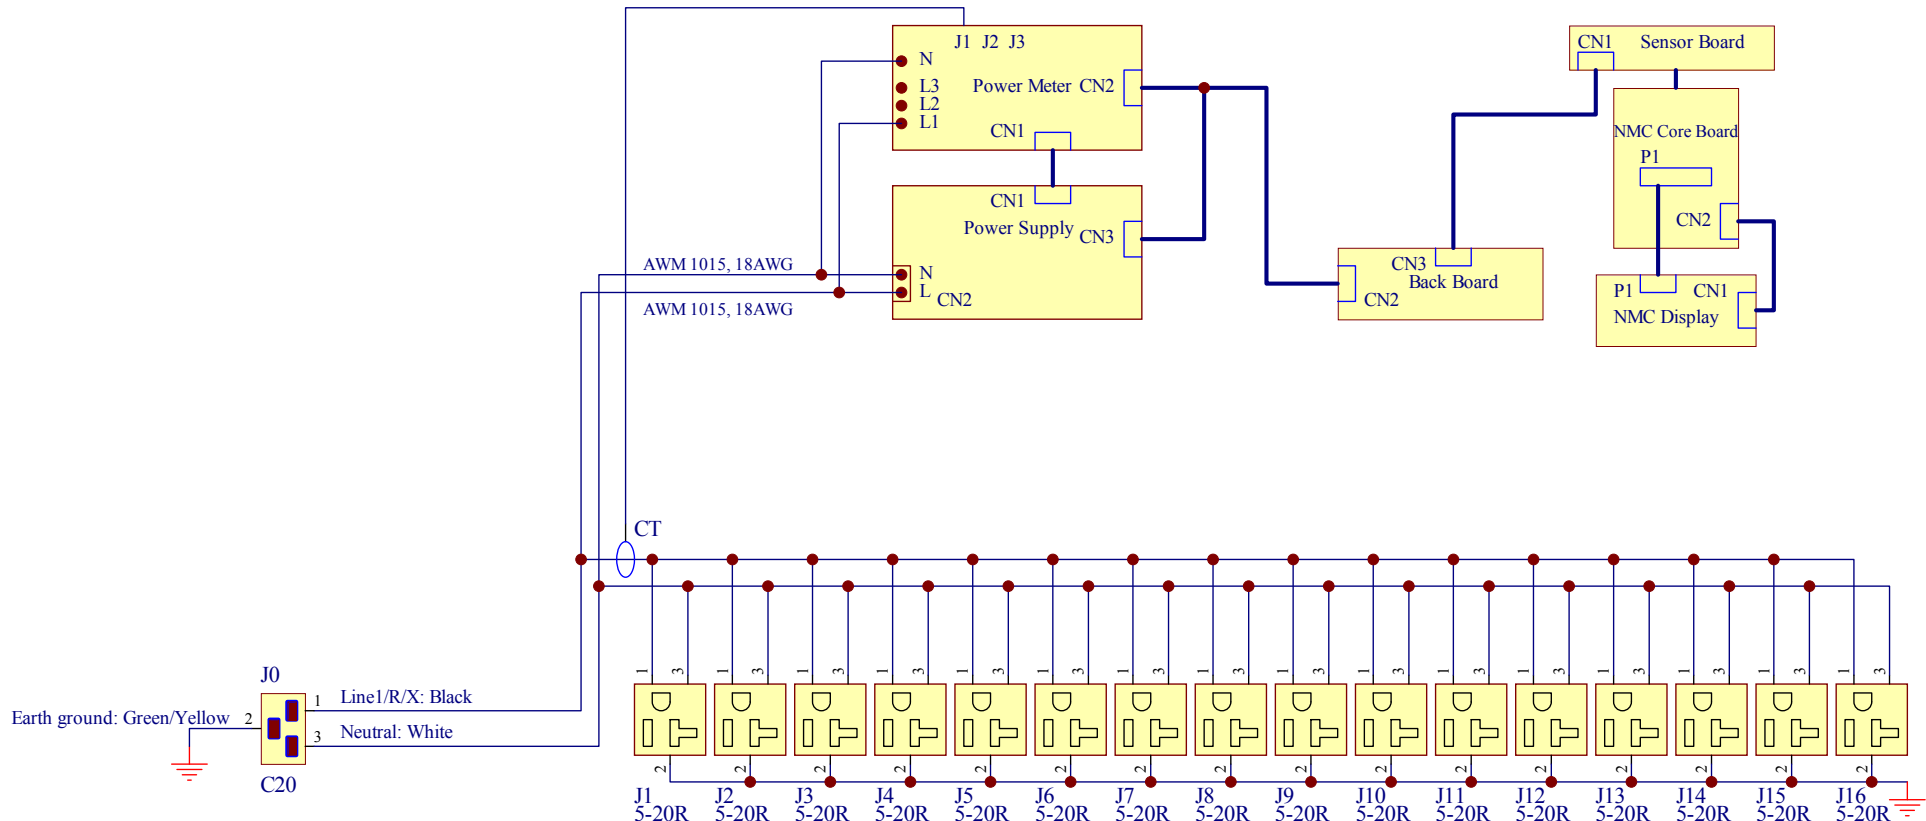 J1 J2 J3
N
L3
L2
L1
Power Meter CN2
CN1
CN1
Power Supply
CN3
N
L
CN2
AWM 1015, 18AWG
AWM 1015, 18AWG
CN1 Sensor Board
NMC Core Board
P1
CN2
CN3
Back Board
CN2
P1 CN1
NMC Display
CT
J0
1 Line1/R/X: Black
Earth ground: Green/Yellow 2
3 Neutral: White
C20
1 3 1 3 1 3 1 3 1 3 1 3 1 3 1 3 1 3 1 3 1 3 1 3 1 3 1 3 1 3 1 3
2 2 2 2 2 2 2 2 2 2 2 2 2 2 2 2
J1 J2 J3 J4 J5 J6 J7 J8 J9 J10 J11 J12 J13 J14 J15 J16
5-20R 5-20R 5-20R 5-20R 5-20R 5-20R 5-20R 5-20R 5-20R 5-20R 5-20R 5-20R 5-20R 5-20R 5-20R 5-20R